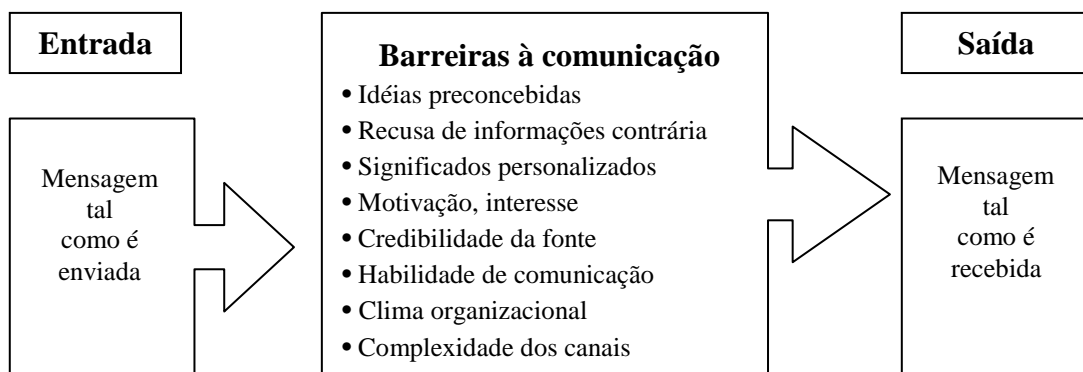 Entrada
Mensagem
tal
como é
enviada
Barreiras à comunicação
• Idéias preconcebidas
• Recusa de informações contrária
• Significados personalizados
• Motivação, interesse
• Credibilidade da fonte
• Habilidade de comunicação
• Clima organizacional
• Complexidade dos canais
Saída
Mensagem
tal
como é
recebida